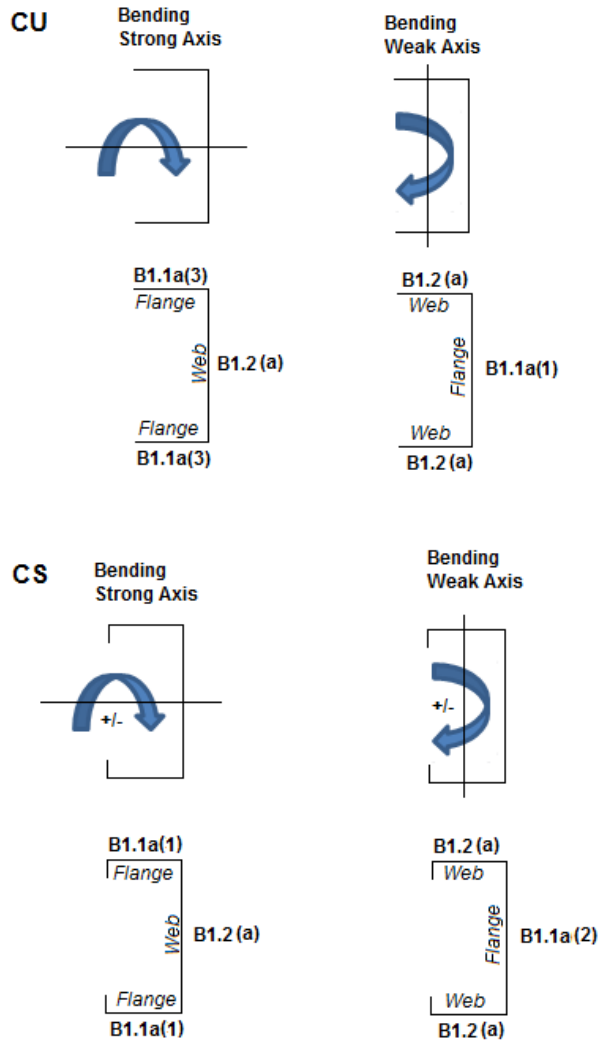 CU
Bending
Strong Axis
Bending
Weak Axis
B1.1a(3)
Flange
Web
B1.2 (a)
Flange
B1.1a(3)
B1.2 (a)
Web
Flange
B1.1a(1)
Web
B1.2 (a)
CS
Bending
Strong Axis
Bending
Weak Axis
+/-
+/-
B1.1a(1)
Flange
Web
B1.2 (a)
Flange
B1.1a(1)
B1.2 (a)
Web
Flange
B1.1a (2)
Web
B1.2 (a)